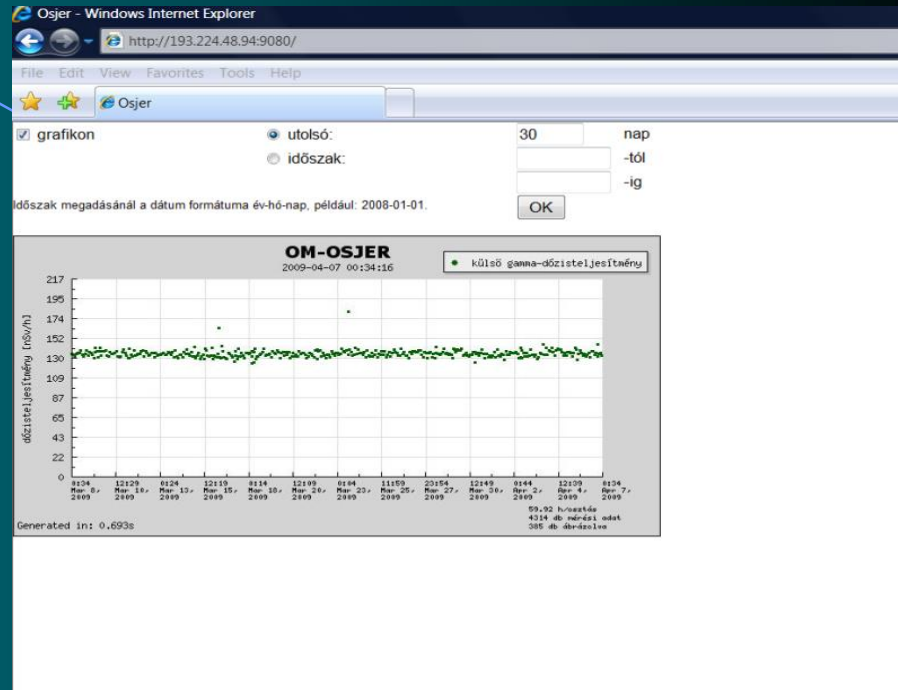 Osjer - Windows Internet Explorer
http://193.224.48.94:9080/
File Edit View Favorites Tools Help
Osjer
grafikon utolsó: 30 nap
időszak: -tól
-ig
Időszak megadásánál a dátum formátuma év-hó-nap, például: 2008-01-01. OK
OM-OSJER
2009-04-07 00:34:16
külső gamma-dózisteljesítmény
dózisteljesítmény [nSv/h]
217
195
174
152
130
109
87
65
43
22
0
0:34 12:29 0:24 12:19 0:14 12:09 0:04 11:59 23:54 12:49 0:44 12:39 0:34
Mar 8, Mar 10, Mar 13, Mar 15, Mar 18, Mar 20, Mar 23, Mar 25, Mar 27, Mar 30, Apr 2, Apr 4, Apr 7,
2009 2009 2009 2009 2009 2009 2009 2009 2009 2009 2009 2009 2009
59.92 h/osztás
4314 db mérési adat
385 db ábrázolva
Generated in: 0.693s